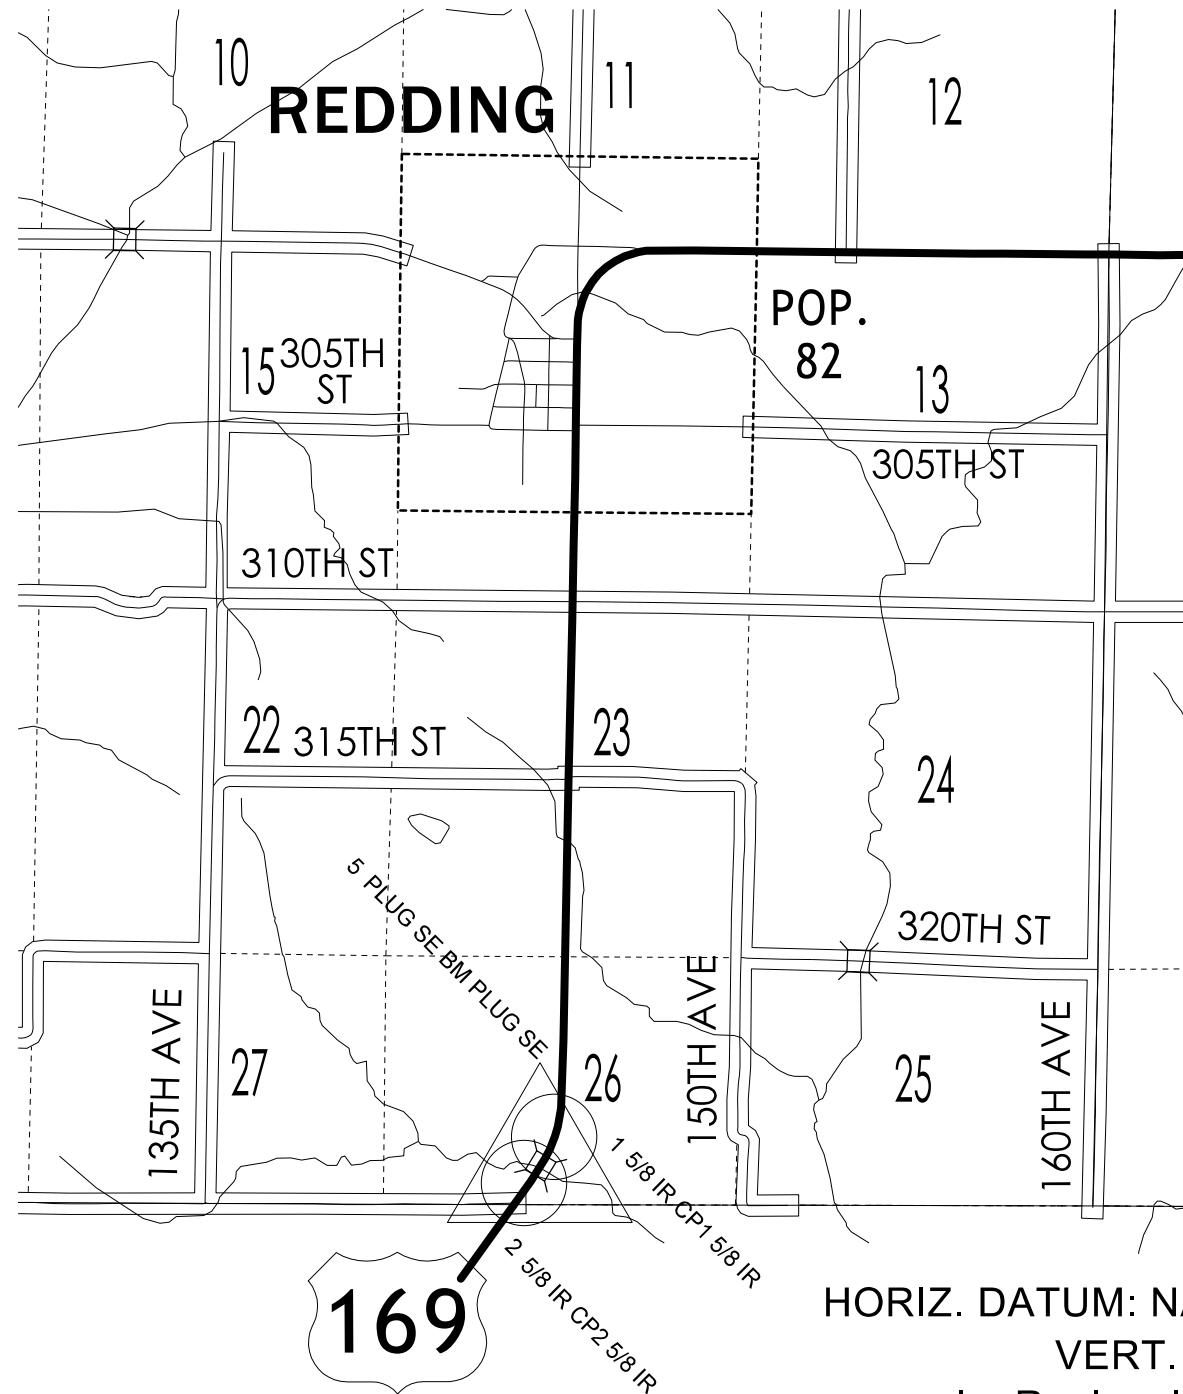 10
11
12
REDDING
POP.
82
15
305TH
ST
13
305TH ST
310TH ST
22
315TH ST
23
24
5 PLUG SE BM PLUG SE
320TH ST
135TH AVE
27
26
150TH AVE
25
160TH AVE
1 5/8 IR CP1 5/8 IR
2 5/8 IR CP2 5/8 IR
169
HORIZ. DATUM: NA
VERT.